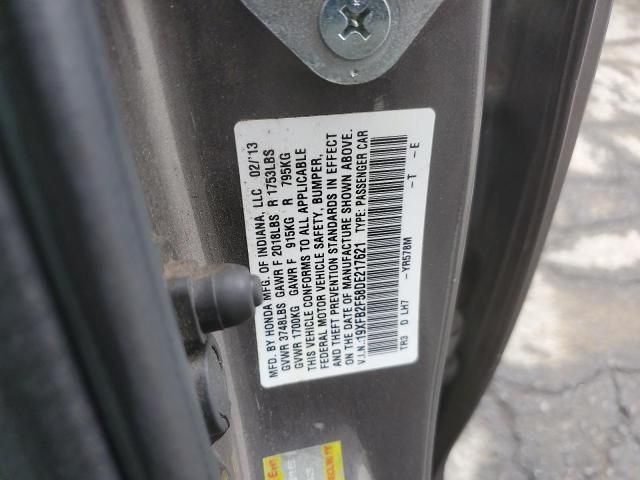 MFD. BY HONDA MFG. OF INDIANA, LLC 02/'13
GVWR 3748LBS GAWR F 2018LBS R 1753LBS
GVWR 1700KG GAWR F 915KG R 795KG
THIS VEHICLE CONFORMS TO ALL APPLICABLE
FEDERAL MOTOR VEHICLE SAFETY, BUMPER,
AND THEFT PREVENTION STANDARDS IN EFFECT
ON THE DATE OF MANUFACTURE SHOWN ABOVE.
V.I.N.:19XFB2F58DE217621 TYPE: PASSENGER CAR
-YR578M -T -E
TR3 D LH7